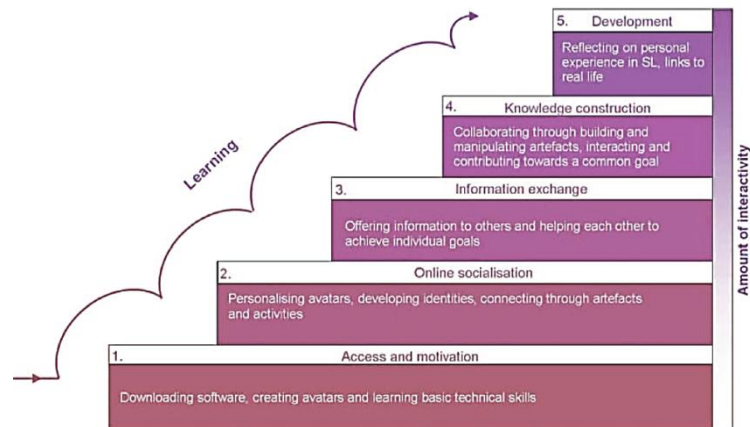 5. Development
Reflecting on personal
experience in SL, links to
real life
4. Knowledge construction
Collaborating through building and
manipulating artefacts, interacting and
contributing towards a common goal
Learning
3. Information exchange
Offering information to others and helping each other to
achieve individual goals
2. Online socialisation
Personalising avatars, developing identities, connecting through artefacts
and activities
1. Access and motivation
Downloading software, creating avatars and learning basic technical skills
Amount of interactivity